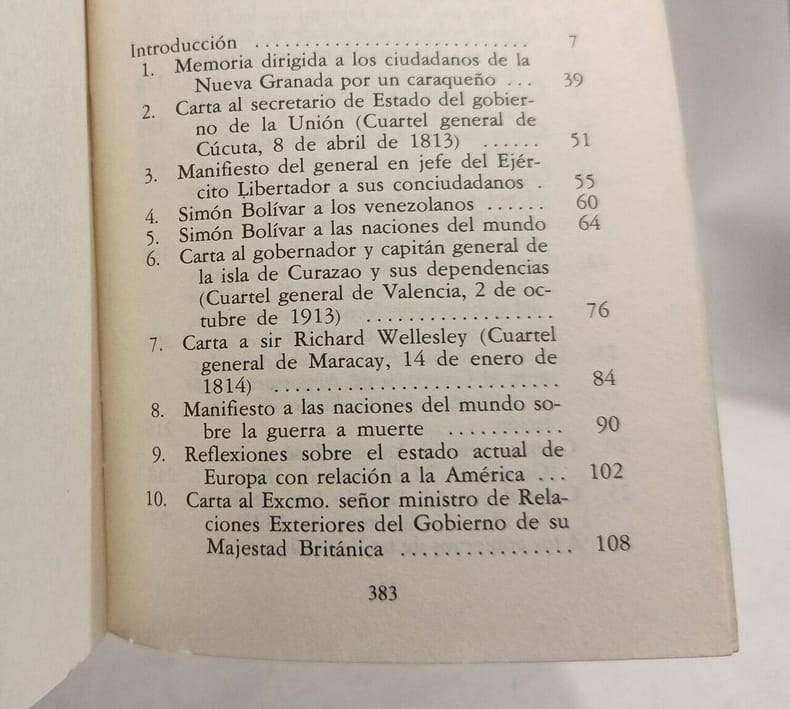 Introducción ........................... 7
1. Memoria dirigida a los ciudadanos de la
Nueva Granada por un caraqueño ... 39
2. Carta al secretario de Estado del gobier-
no de la Unión (Cuartel general de
Cúcuta, 8 de abril de 1813) ...... 51
3. Manifiesto del general en jefe del Ejér-
cito Libertador a sus conciudadanos . 55
4. Simón Bolívar a los venezolanos ...... 60
5. Simón Bolívar a las naciones del mundo 64
6. Carta al gobernador y capitán general de
la isla de Curazao y sus dependencias
(Cuartel general de Valencia, 2 de oc-
tubre de 1913) .................. 76
7. Carta a sir Richard Wellesley (Cuartel
general de Maracay, 14 de enero de
1814) ........................... 84
8. Manifiesto a las naciones del mundo so-
bre la guerra a muerte ........... 90
9. Reflexiones sobre el estado actual de
Europa con relación a la América ... 102
10. Carta al Excmo. señor ministro de Rela-
ciones Exteriores del Gobierno de su
Majestad Británica ................ 108
383